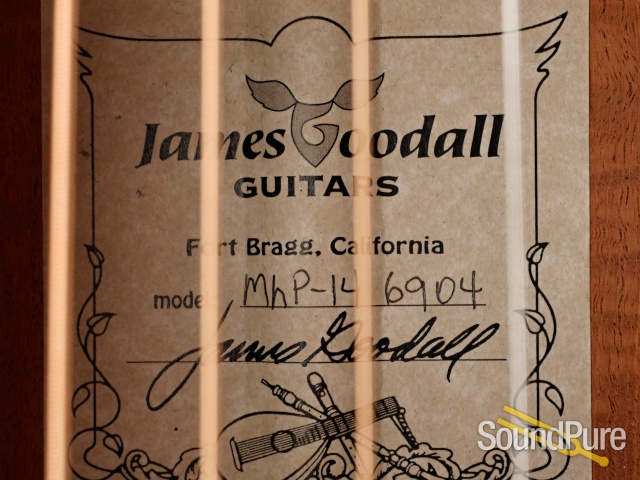 James Goodall
GUITARS
Fort Bragg, California
model: MhP-14 6904
James Goodall
SoundPure